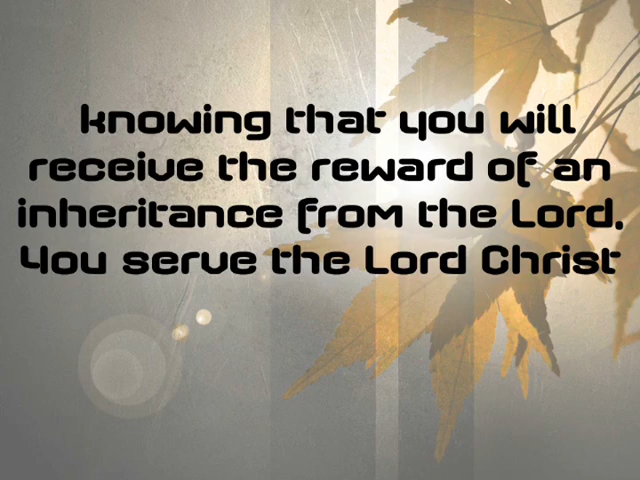 knowing that you will
receive the reward of an
inheritance from the Lord.
You serve the Lord Christ